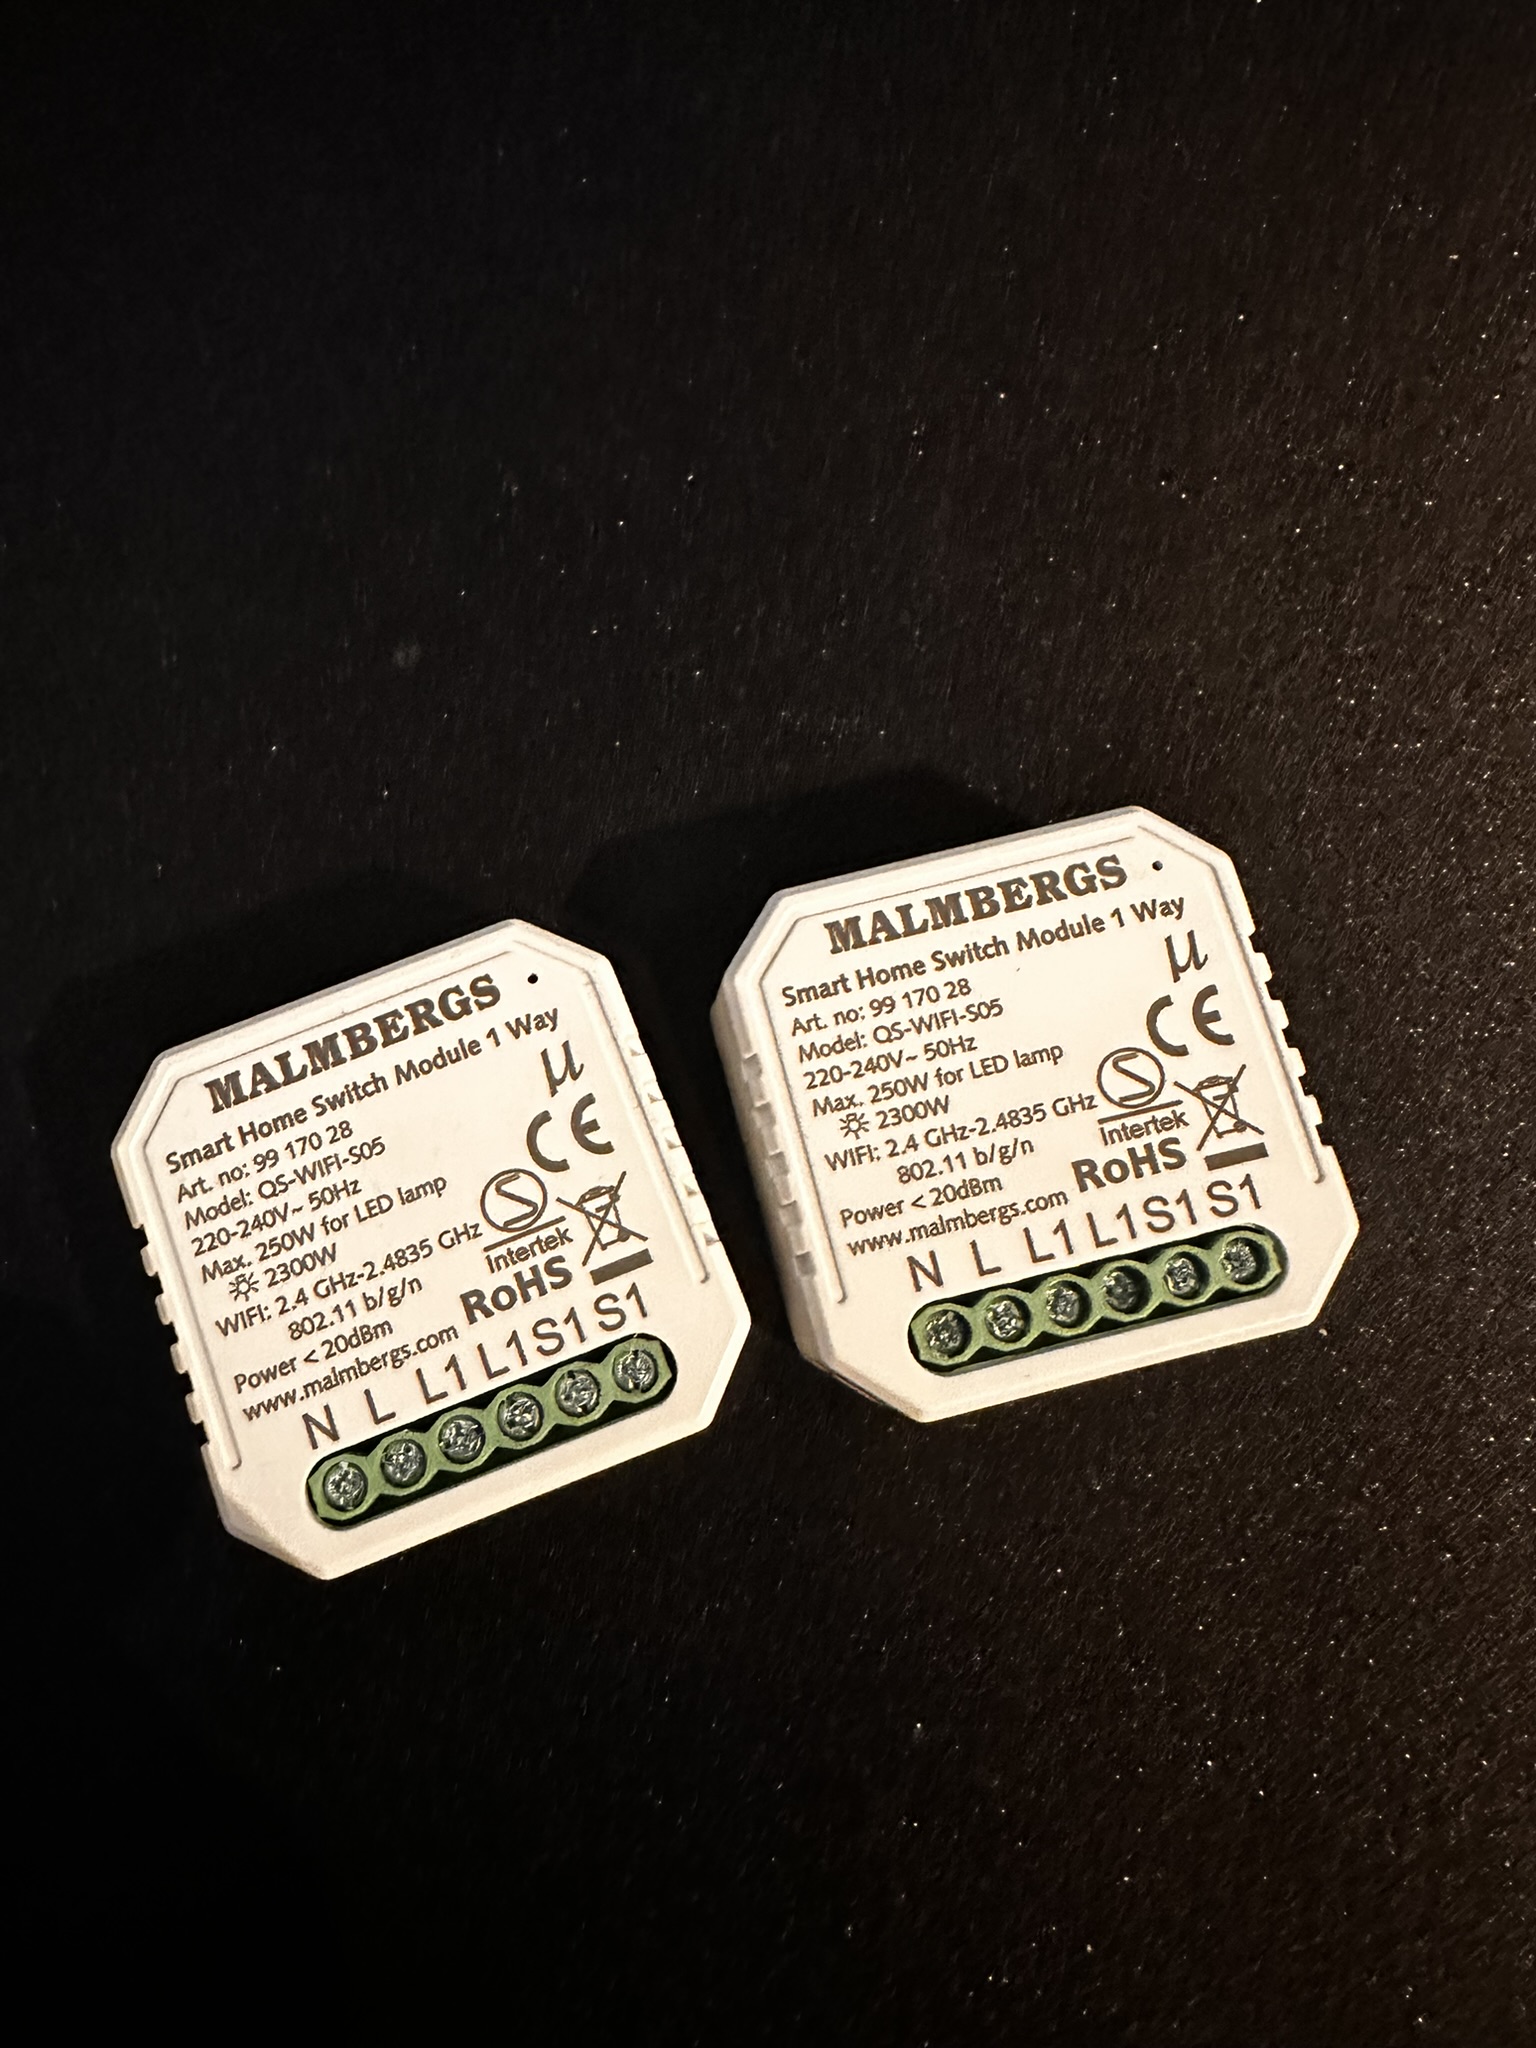 MALMBERGS
Smart Home Switch Module 1 Way
Art. no: 99 170 28
Model: QS-WIFI-S05
220-240V~ 50Hz
Max. 250W for LED lamp
2300W
WIFI: 2.4 GHz-2.4835 GHz
802.11 b/g/n
Power < 20dBm
www.malmbergs.com
µ
CE
S
Intertek
RoHS
N L L1 L1 S1 S1
MALMBERGS
Smart Home Switch Module 1 Way
Art. no: 99 170 28
Model: QS-WIFI-S05
220-240V~ 50Hz
Max. 250W for LED lamp
2300W
WIFI: 2.4 GHz-2.4835 GHz
802.11 b/g/n
Power < 20dBm
www.malmbergs.com
µ
CE
S
Intertek
RoHS
N L L1 L1 S1 S1